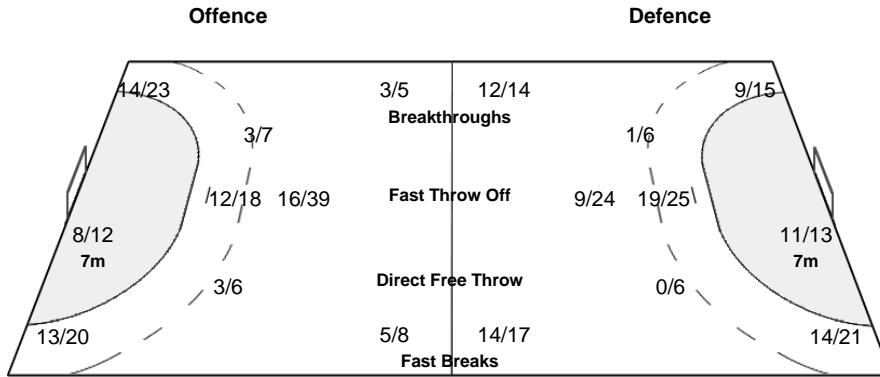 Offence Defence
14/23 3/5 12/14 9/15
Breakthroughs
3/7 1/6
12/18 16/39 Fast Throw Off 9/24 19/25
8/12 11/13
7m 7m
Direct Free Throw
3/6 0/6
13/20 5/8 14/17 14/21
Fast Breaks